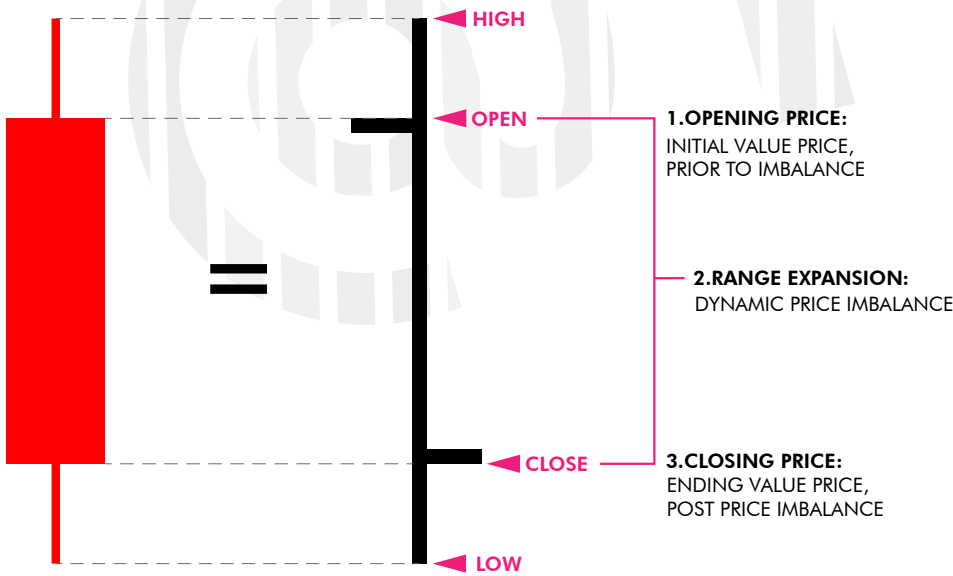 HIGH
OPEN
1.OPENING PRICE:
INITIAL VALUE PRICE,
PRIOR TO IMBALANCE
=
2.RANGE EXPANSION:
DYNAMIC PRICE IMBALANCE
CLOSE
3.CLOSING PRICE:
ENDING VALUE PRICE,
POST PRICE IMBALANCE
LOW